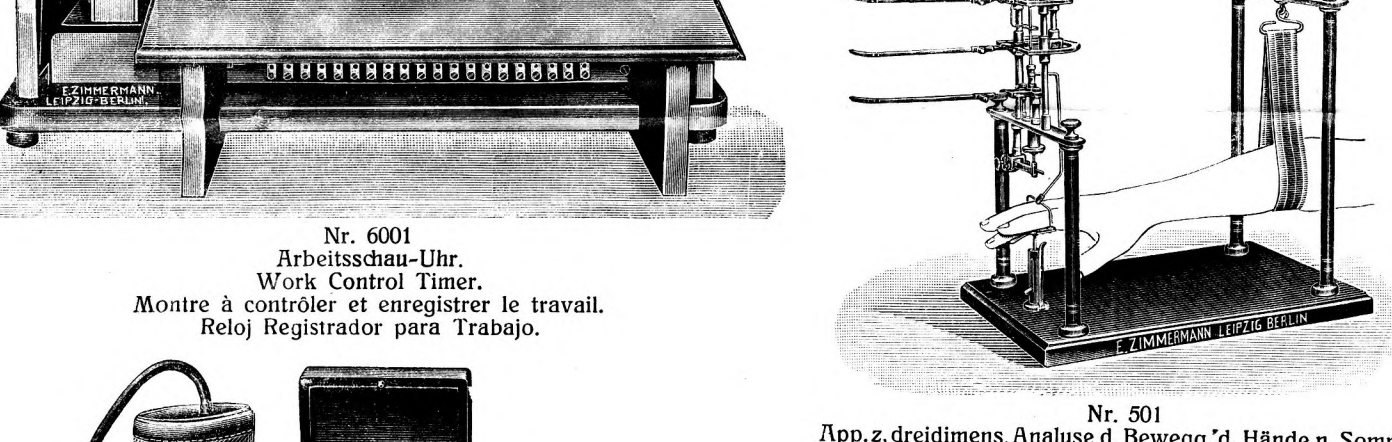 E.ZIMMERMANN.
LEIPZIG-BERLIN.
Nr. 6001
Arbeitsschau-Uhr.
Work Control Timer.
Montre à contrôler et enregistrer le travail.
Reloj Registrador para Trabajo.
E. ZIMMERMANN LEIPZIG BERLIN
Nr. 501
App. z. dreidimens. Analyse d. Bewegg. d. Hände n.